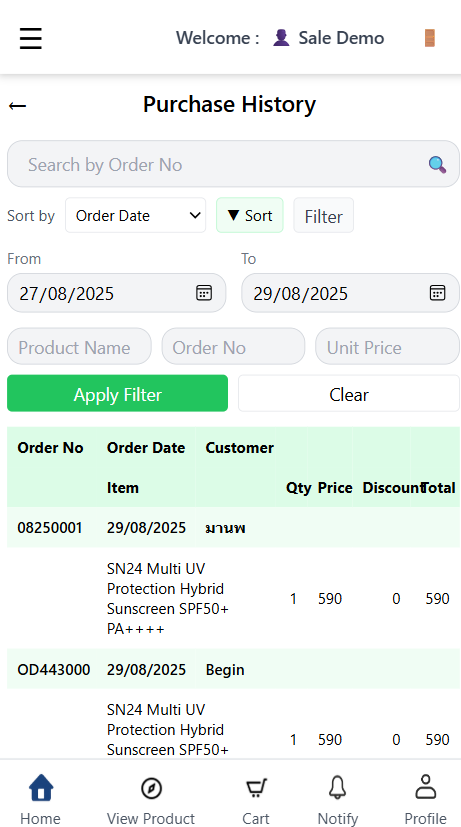 Welcome : Sale Demo
← Purchase History
Search by Order No
Sort by Order Date ▼ Sort Filter
From To
27/08/2025 29/08/2025
Product Name Order No Unit Price
Apply Filter Clear
Order No Order Date Customer
Item Qty Price Discount Total
08250001 29/08/2025 มานพ
SN24 Multi UV
Protection Hybrid
Sunscreen SPF50+
PA++++
1 590 0 590
OD443000 29/08/2025 Begin
SN24 Multi UV
Protection Hybrid
Sunscreen SPF50+
1 590 0 590
Home View Product Cart Notify Profile